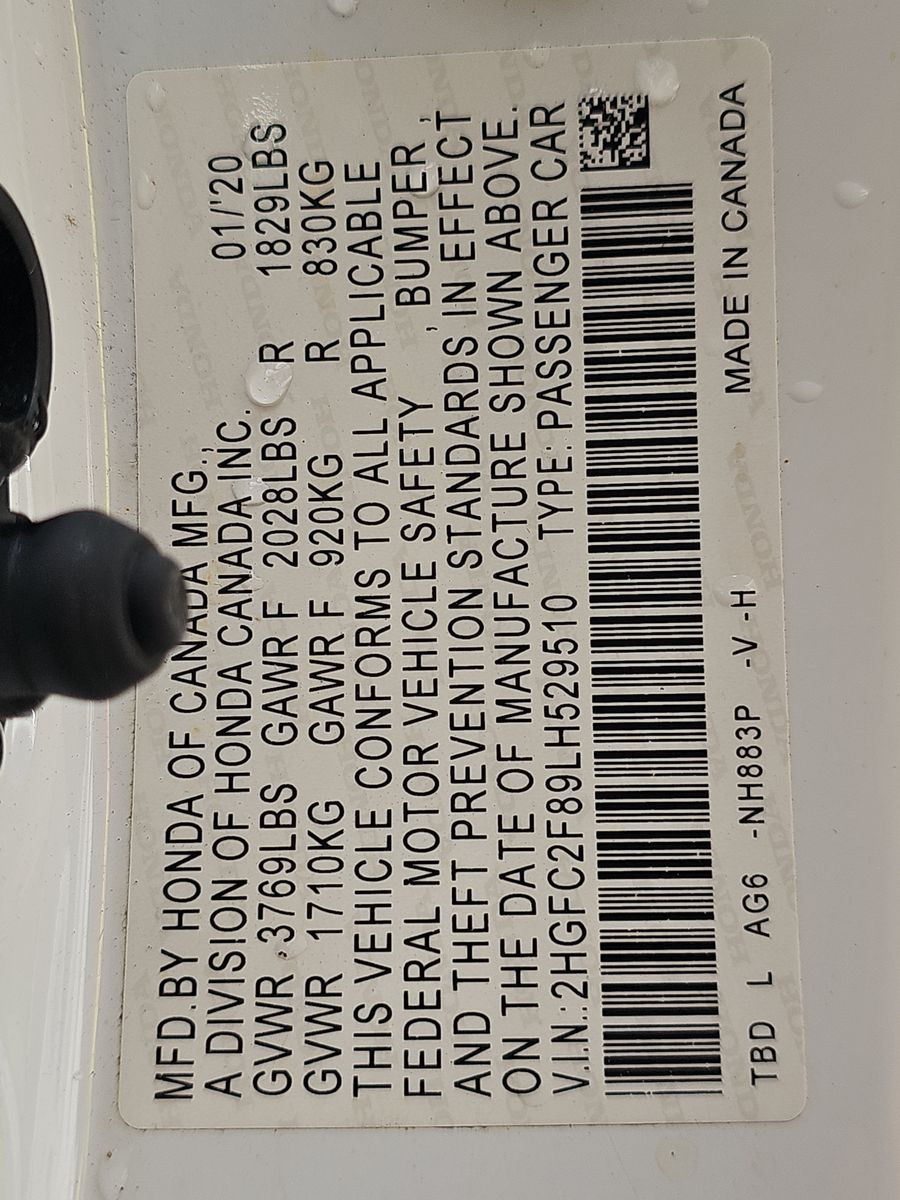 MFD.BY HONDA OF CANADA MFG.,
A DIVISION OF HONDA CANADA INC. 01/'20
GVWR 3769LBS GAWR F 2028LBS R 1829LBS
GVWR 1710KG GAWR F 920KG R 830KG
THIS VEHICLE CONFORMS TO ALL APPLICABLE
FEDERAL MOTOR VEHICLE SAFETY , BUMPER ,
AND THEFT PREVENTION STANDARDS IN EFFECT
ON THE DATE OF MANUFACTURE SHOWN ABOVE.
V.I.N.:2HGFC2F89LH529510 TYPE:PASSENGER CAR
TBD L AG6 -NH883P -V -H MADE IN CANADA